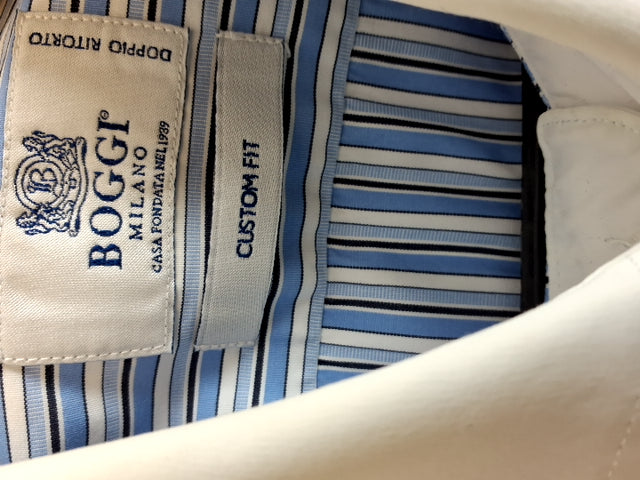 BOGGI®
MILANO
CASA FONDATA NEL 1939
DOPPIO RITORTO
CUSTOM FIT